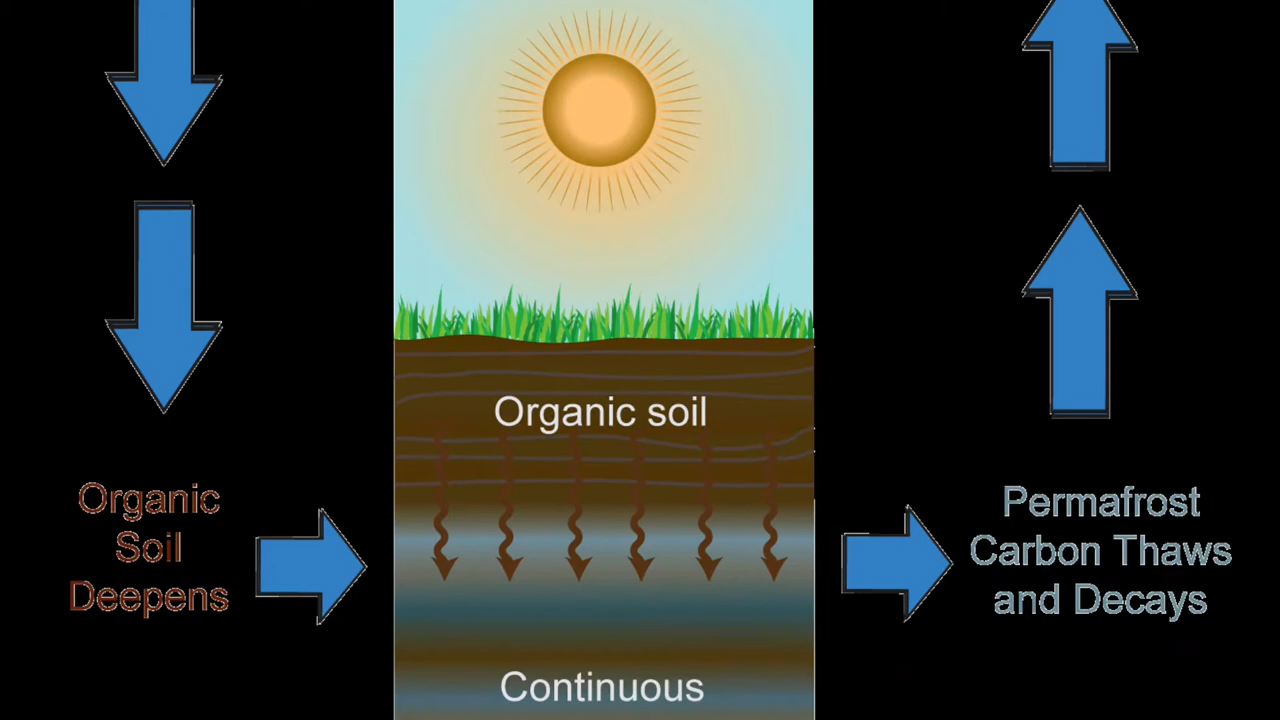 Organic soil
Organic
Soil
Deepens
Permafrost
Carbon Thaws
and Decays
Continuous